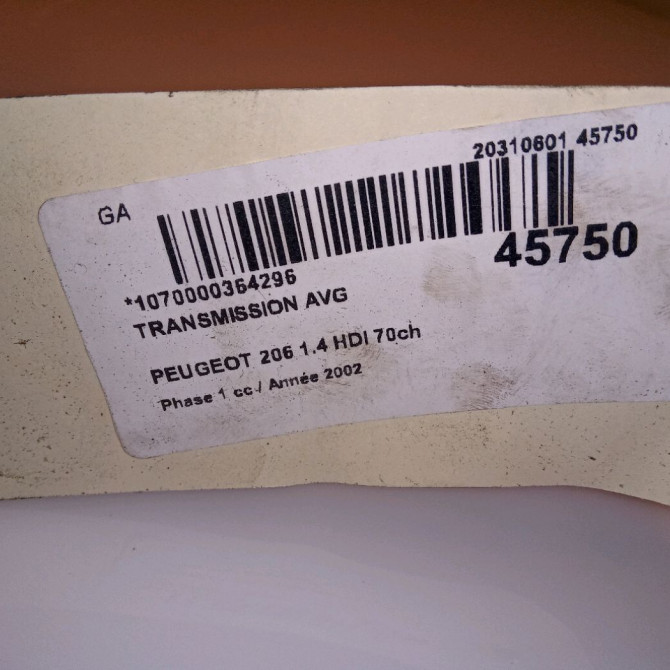 20310601 45750
GA
45750
*1070000364296
TRANSMISSION AVG
PEUGEOT 206 1.4 HDI 70ch
Phase 1 cc / Année 2002